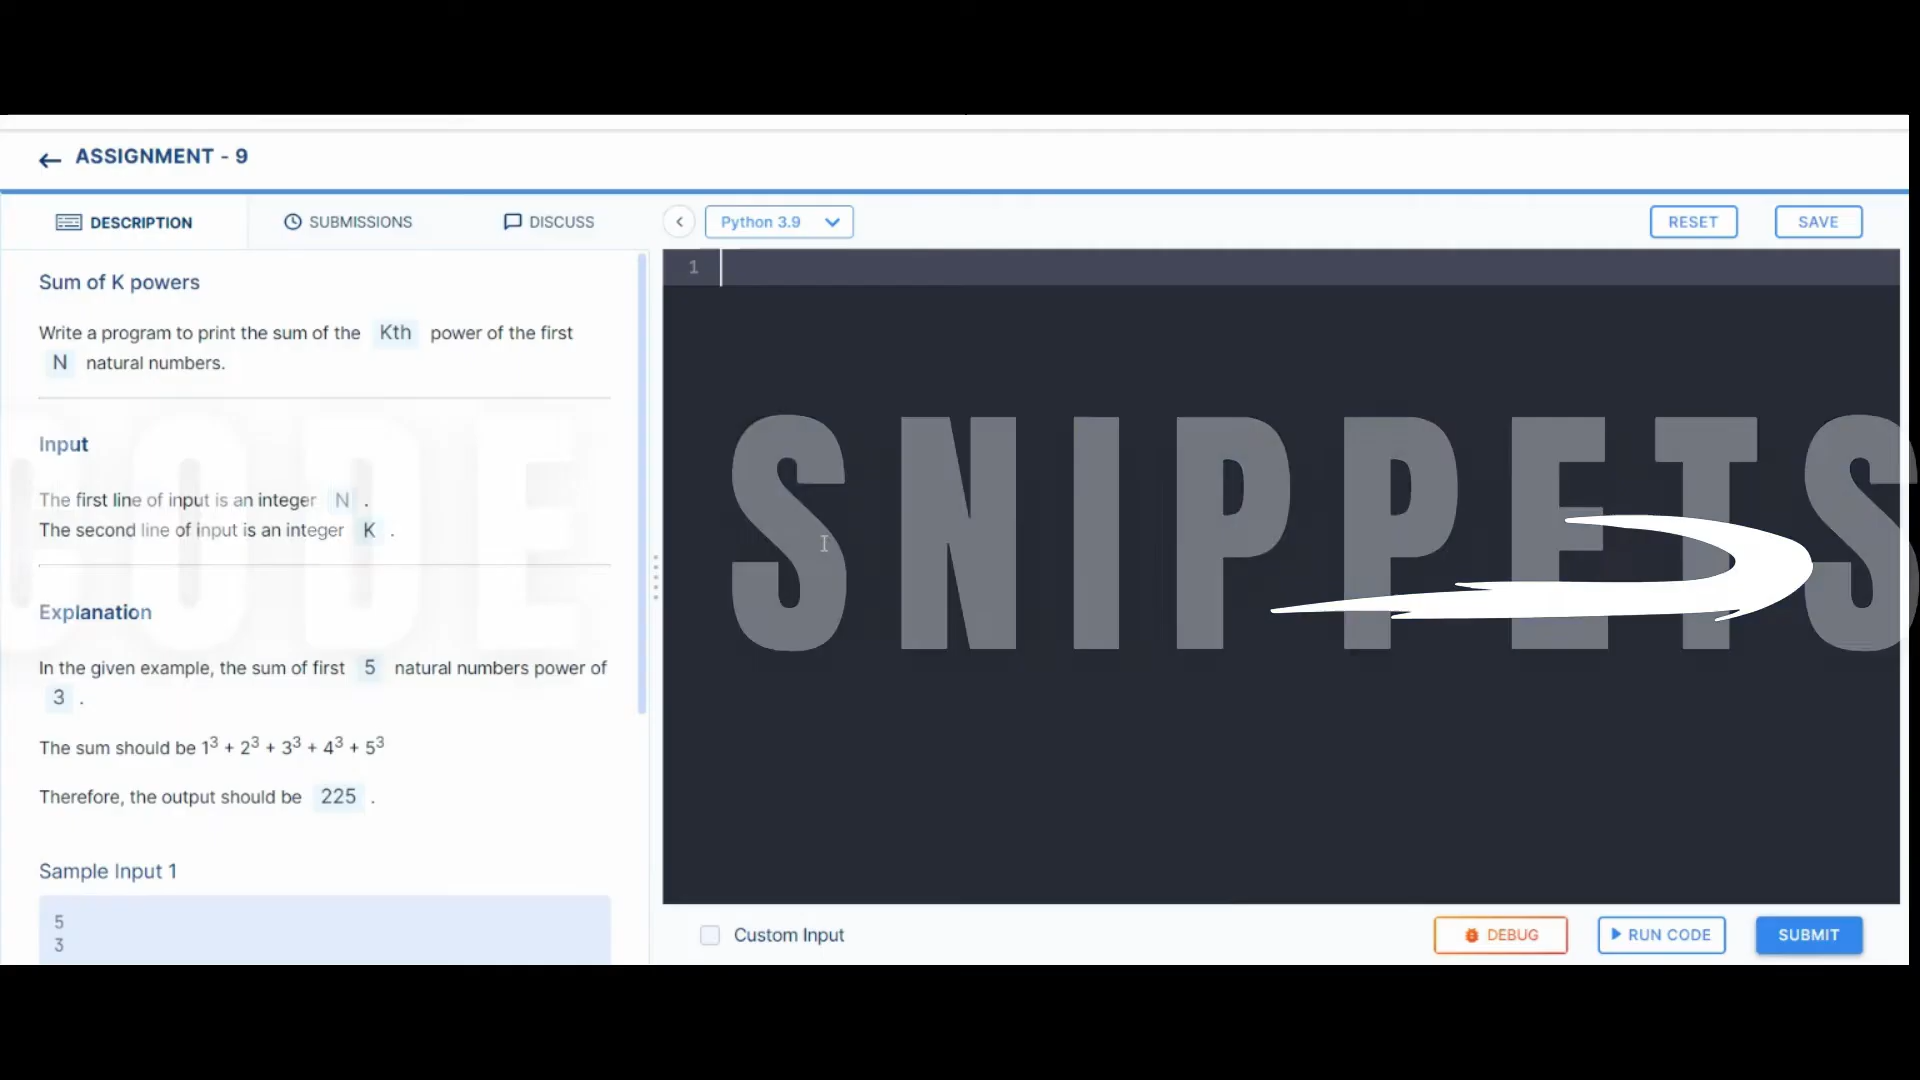 ASSIGNMENT - 9
DESCRIPTION
SUBMISSIONS
DISCUSS
Python 3.9
RESET
SAVE
1
Sum of K powers
Write a program to print the sum of the Kth power of the first
N natural numbers.
Input
The first line of input is an integer N .
The second line of input is an integer K .
Explanation
In the given example, the sum of first 5 natural numbers power of
3 .
The sum should be 1³ + 2³ + 3³ + 4³ + 5³
Therefore, the output should be 225 .
Sample Input 1
5
3
CODE SNIPPETS
Custom Input
DEBUG
RUN CODE
SUBMIT